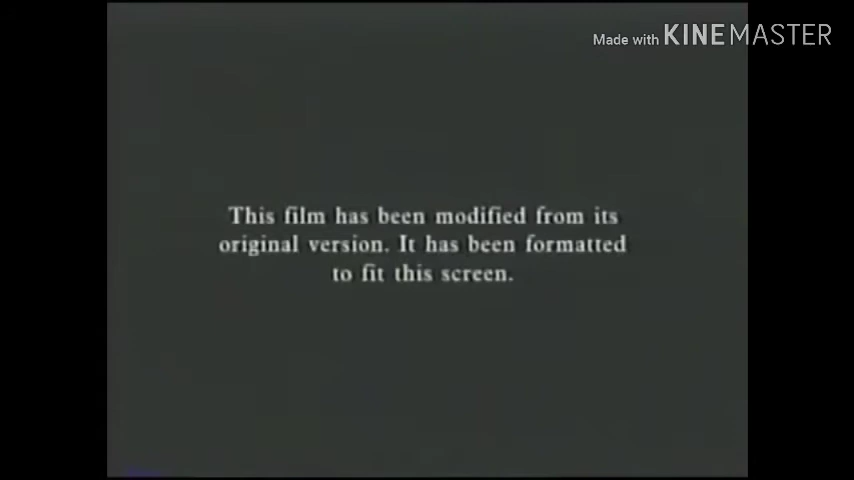 Made with KINEMASTER
This film has been modified from its
original version. It has been formatted
to fit this screen.